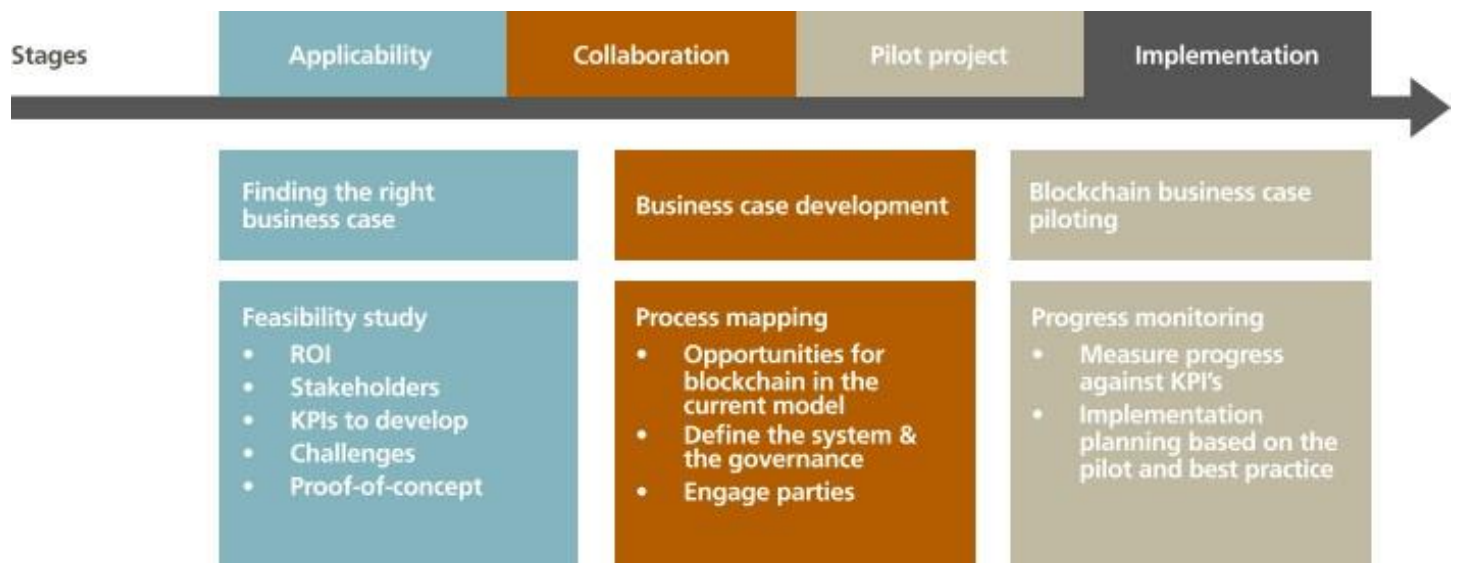 Stages
Applicability
Collaboration
Pilot project
Implementation
Finding the right
business case
Business case development
Blockchain business case
piloting
Feasibility study
• ROI
• Stakeholders
• KPIs to develop
• Challenges
• Proof-of-concept
Process mapping
• Opportunities for
blockchain in the
current model
• Define the system &
the governance
• Engage parties
Progress monitoring
• Measure progress
against KPI's
• Implementation
planning based on the
pilot and best practice